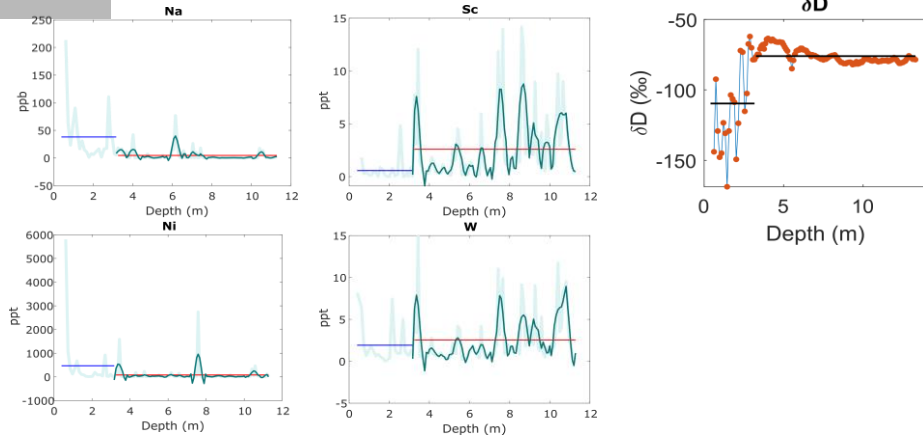 Na
250
200
150
100
50
0
-50
ppb
0 2 4 6 8 10 12
Depth (m)
Sc
15
10
5
0
ppt
0 2 4 6 8 10 12
Depth (m)
δD
-50
-100
-150
δD (‰)
0 5 10
Depth (m)
Ni
6000
5000
4000
3000
2000
1000
0
-1000
ppt
0 2 4 6 8 10 12
Depth (m)
W
15
10
5
0
-5
ppt
0 2 4 6 8 10 12
Depth (m)